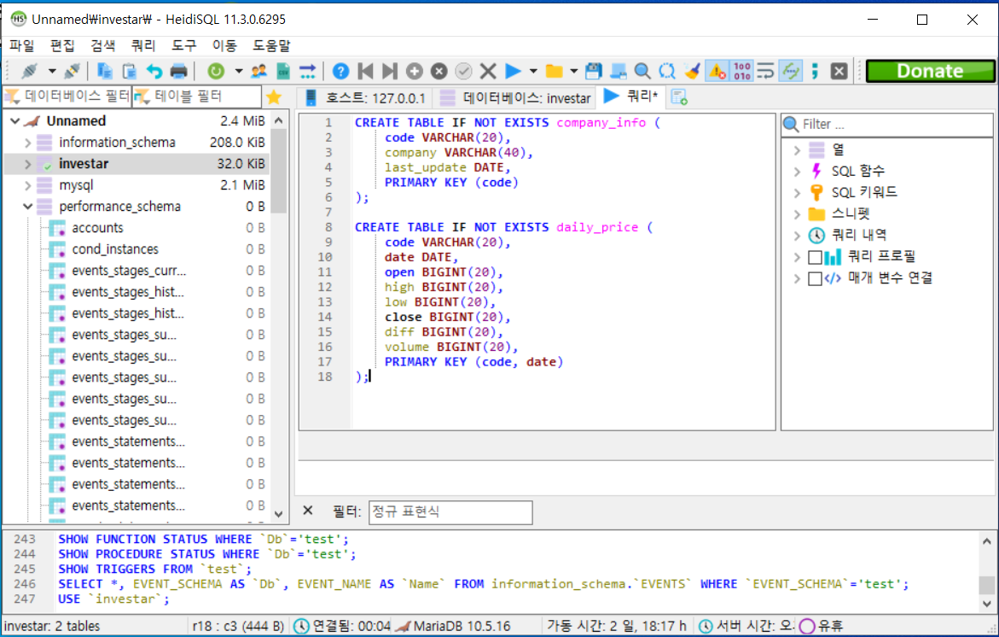 Unnamed₩investar₩ - HeidiSQL 11.3.0.6295
파일 편집 검색 쿼리 도구 이동 도움말
Donate
데이터베이스 필터 테이블 필터
호스트: 127.0.0.1 데이터베이스: investar 쿼리*
Unnamed 2.4 MiB
information_schema 208.0 KiB
investar 32.0 KiB
mysql 2.1 MiB
performance_schema 0 B
accounts 0 B
cond_instances 0 B
events_stages_curr... 0 B
events_stages_hist... 0 B
events_stages_hist... 0 B
events_stages_su... 0 B
events_stages_su... 0 B
events_stages_su... 0 B
events_stages_su... 0 B
events_stages_su... 0 B
events_statements... 0 B
events_statements... 0 B
events_statements... 0 B
events_statements... 0 B
1 CREATE TABLE IF NOT EXISTS company_info (
2 code VARCHAR(20),
3 company VARCHAR(40),
4 last_update DATE,
5 PRIMARY KEY (code)
6 );
7
8 CREATE TABLE IF NOT EXISTS daily_price (
9 code VARCHAR(20),
10 date DATE,
11 open BIGINT(20),
12 high BIGINT(20),
13 low BIGINT(20),
14 close BIGINT(20),
15 diff BIGINT(20),
16 volume BIGINT(20),
17 PRIMARY KEY (code, date)
18 );
Filter ...
열
SQL 함수
SQL 키워드
스니펫
쿼리 내역
쿼리 프로필
매개 변수 연결
필터: 정규 표현식
243 SHOW FUNCTION STATUS WHERE `Db`='test';
244 SHOW PROCEDURE STATUS WHERE `Db`='test';
245 SHOW TRIGGERS FROM `test`;
246 SELECT *, EVENT_SCHEMA AS `Db`, EVENT_NAME AS `Name` FROM information_schema.`EVENTS` WHERE `EVENT_SCHEMA`='test';
247 USE `investar`;
investar: 2 tables r18 : c3 (444 B) 연결됨: 00:04 MariaDB 10.5.16 가동 시간: 2 일, 18:17 h 서버 시간: 오 유휴